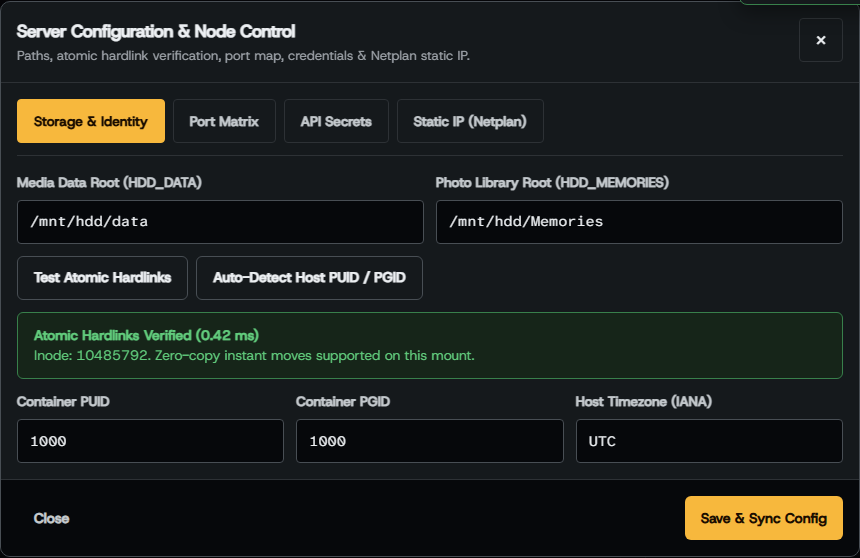 Server Configuration & Node Control
Paths, atomic hardlink verification, port map, credentials & Netplan static IP.
×
Storage & Identity
Port Matrix
API Secrets
Static IP (Netplan)
Media Data Root (HDD_DATA)
Photo Library Root (HDD_MEMORIES)
/mnt/hdd/data
/mnt/hdd/Memories
Test Atomic Hardlinks
Auto-Detect Host PUID / PGID
Atomic Hardlinks Verified (0.42 ms)
Inode: 10485792. Zero-copy instant moves supported on this mount.
Container PUID
Container PGID
Host Timezone (IANA)
1000
1000
UTC
Close
Save & Sync Config